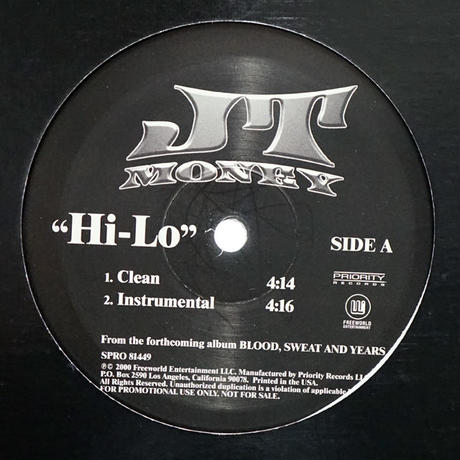 JT
MONEY
"Hi-Lo"
SIDE A
1. Clean 4:14
2. Instrumental 4:16
PRIORITY
RECORDS
FREEWORLD
ENTERTAINMENT
From the forthcoming album BLOOD, SWEAT AND YEARS
SPRO 81449
℗© 2000 Freeworld Entertainment LLC. Manufactured by Priority Records
P.O. Box 2590 Los Angeles, California 90078. Printed in the USA.
All Rights Reserved. Unauthorized duplication is a violation of applicable
FOR PROMOTIONAL USE ONLY. NOT FOR SALE.